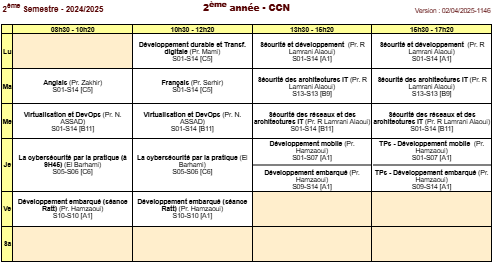 2ème Semestre - 2024/2025
2ème année - CCN
Version : 02/04/2025-1146
08h30 - 10h20
10h30 - 12h20
13h30 - 15h20
15h30 - 17h20
Lu
Développement durable et Transf. digitale (Pr. Mami)
S01-S14 [C5]
Sécurité et développement (Pr. R Lamrani Alaoui)
S01-S14 [A1]
Sécurité et développement (Pr. R Lamrani Alaoui)
S01-S14 [A1]
Ma
Anglais (Pr. Zakhir)
S01-S14 [C5]
Français (Pr. Serhir)
S01-S14 [C5]
Sécurité des architectures IT (Pr. R Lamrani Alaoui)
S13-S13 [B9]
Sécurité des architectures IT (Pr. R Lamrani Alaoui)
S13-S13 [B9]
Me
Virtualisation et DevOps (Pr. N. ASSAD)
S01-S14 [B11]
Virtualisation et DevOps (Pr. N. ASSAD)
S01-S14 [B11]
Sécurité des réseaux et des architectures IT (Pr. R Lamrani Alaoui)
S01-S14 [B11]
Sécurité des réseaux et des architectures IT (Pr. R Lamrani Alaoui)
S01-S14 [B11]
Je
La cybersécurité par la pratique (à 9H45) (El Barhami)
S05-S06 [C6]
La cybersécurité par la pratique (El Barhami)
S05-S06 [C6]
Développement mobile (Pr. Hamzaoui)
S01-S07 [A1]
TPs - Développement mobile (Pr. Hamzaoui)
S01-S07 [A1]
Développement embarqué (Pr. Hamzaoui)
S09-S14 [A1]
TPs - Développement embarqué (Pr. Hamzaoui)
S09-S14 [A1]
Ve
Développement embarqué (séance Ratt) (Pr. Hamzaoui)
S10-S10 [A1]
Développement embarqué (séance Ratt) (Pr. Hamzaoui)
S10-S10 [A1]
Sa